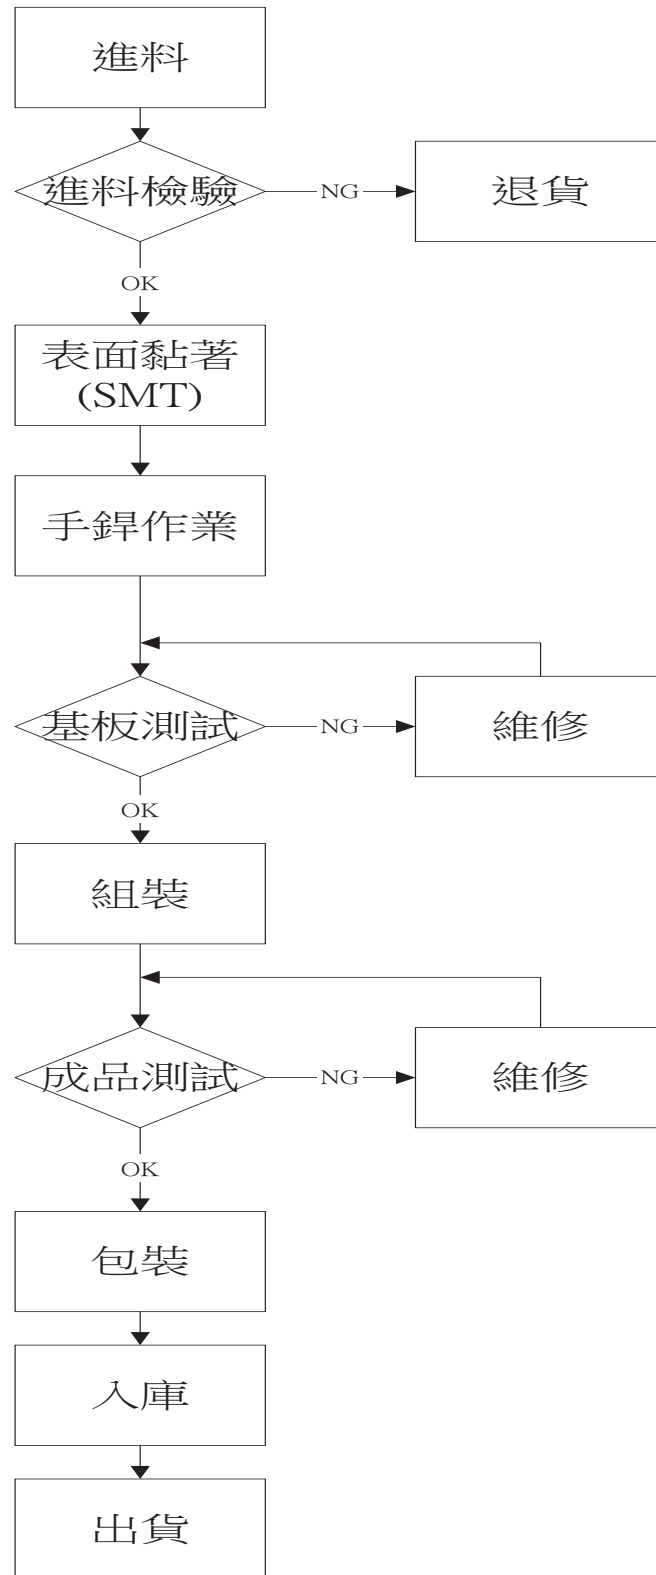 進料
進料檢驗
NG
退貨
OK
表面黏著
(SMT)
手銲作業
基板測試
NG
維修
OK
組裝
成品測試
NG
維修
OK
包裝
入庫
出貨